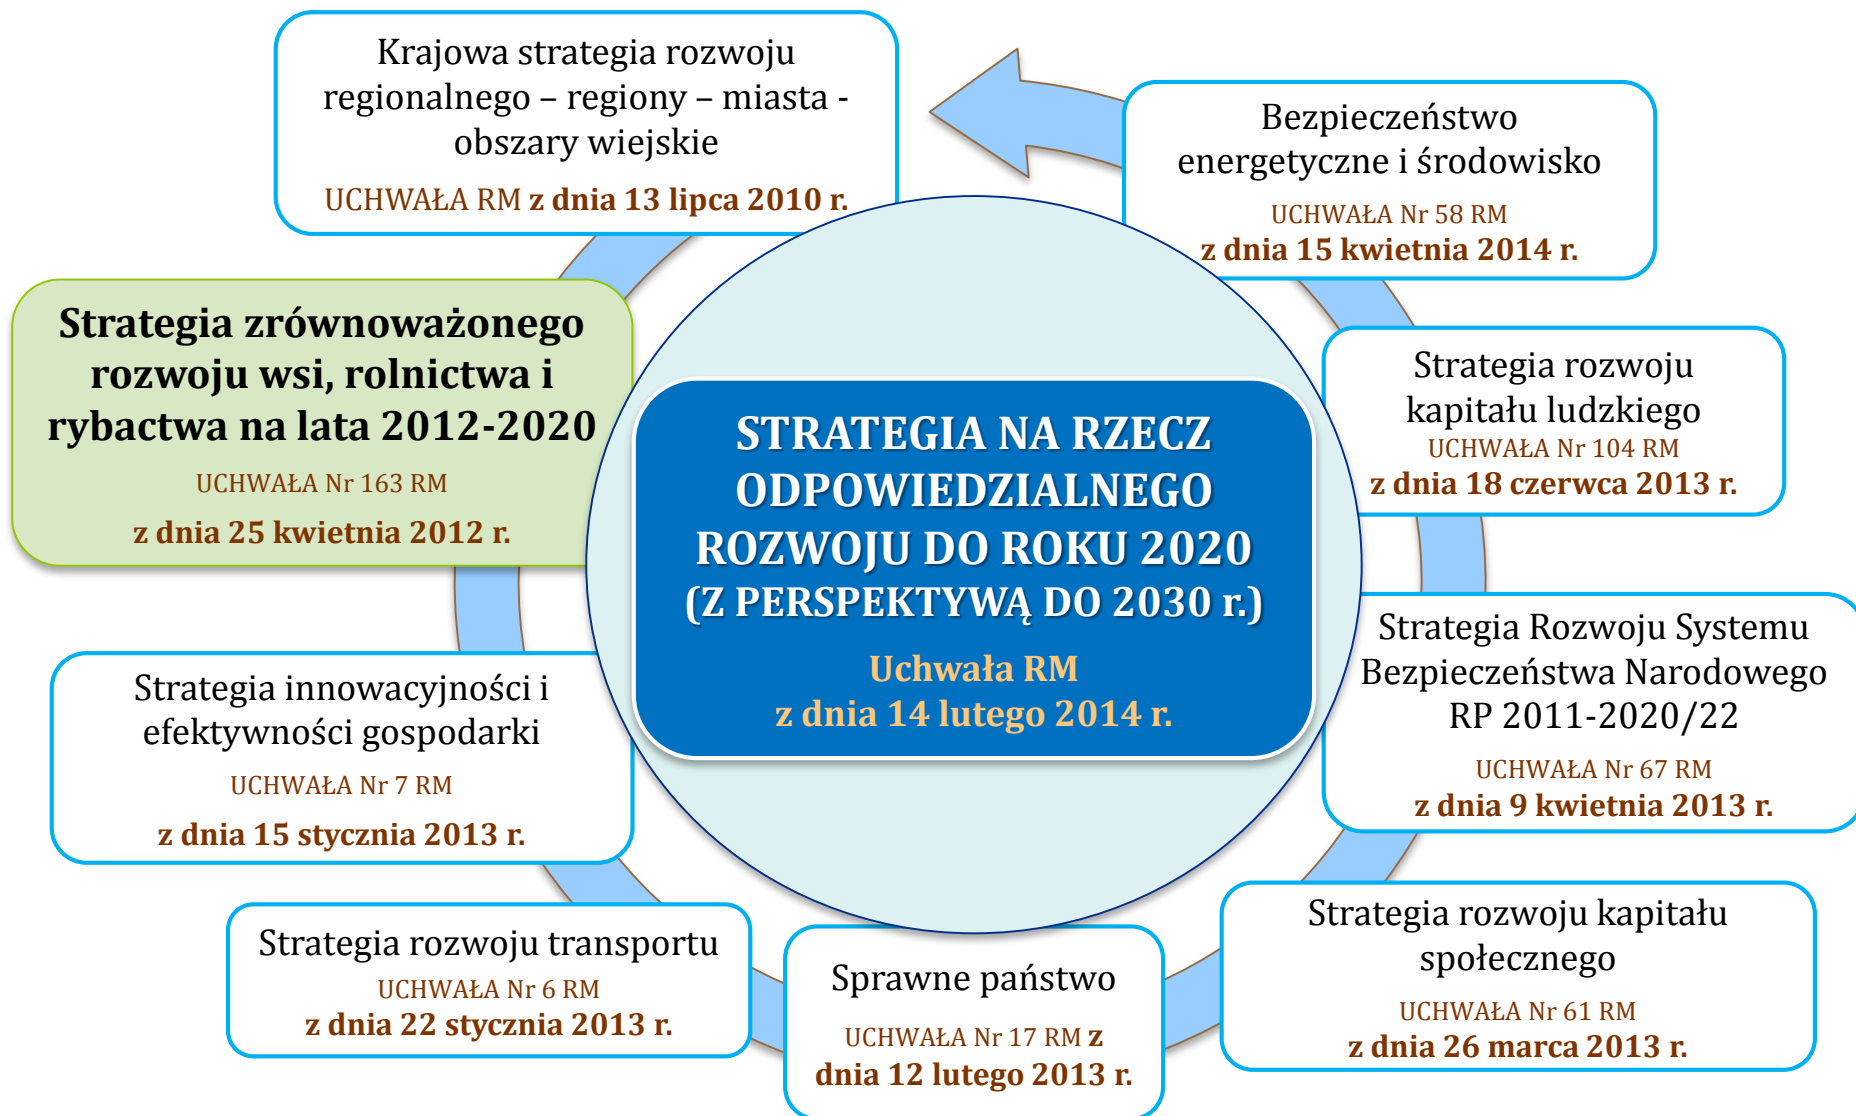 Krajowa strategia rozwoju
regionalnego – regiony – miasta -
obszary wiejskie
UCHWAŁA RM z dnia 13 lipca 2010 r.
Bezpieczeństwo
energetyczne i środowisko
UCHWAŁA Nr 58 RM
z dnia 15 kwietnia 2014 r.
Strategia zrównoważonego
rozwoju wsi, rolnictwa i
rybactwa na lata 2012-2020
UCHWAŁA Nr 163 RM
z dnia 25 kwietnia 2012 r.
STRATEGIA NA RZECZ
ODPOWIEDZIALNEGO
ROZWOJU DO ROKU 2020
(Z PERSPEKTYWĄ DO 2030 r.)
Uchwała RM
z dnia 14 lutego 2014 r.
Strategia rozwoju
kapitału ludzkiego
UCHWAŁA Nr 104 RM
z dnia 18 czerwca 2013 r.
Strategia Rozwoju Systemu
Bezpieczeństwa Narodowego
RP 2011-2020/22
UCHWAŁA Nr 67 RM
z dnia 9 kwietnia 2013 r.
Strategia innowacyjności i
efektywności gospodarki
UCHWAŁA Nr 7 RM
z dnia 15 stycznia 2013 r.
Strategia rozwoju transportu
UCHWAŁA Nr 6 RM
z dnia 22 stycznia 2013 r.
Sprawne państwo
UCHWAŁA Nr 17 RM z
dnia 12 lutego 2013 r.
Strategia rozwoju kapitału
społecznego
UCHWAŁA Nr 61 RM
z dnia 26 marca 2013 r.